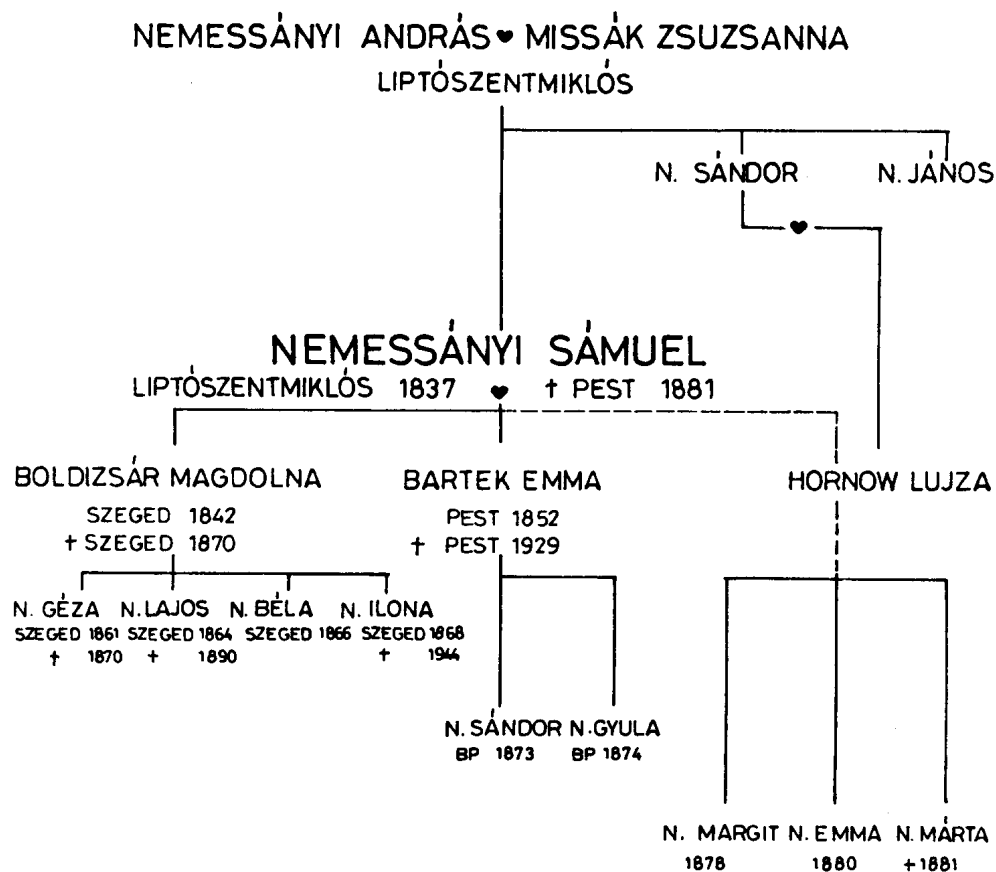 NEMESSÁNYI ANDRÁS ♥ MISSÁK ZSUZSANNA
LIPTÓSZENTMIKLÓS
N. SÁNDOR N. JÁNOS
♥
NEMESSÁNYI SÁMUEL
LIPTÓSZENTMIKLÓS 1837 ♥ † PEST 1881
BOLDIZSÁR MAGDOLNA BARTEK EMMA HORNOW LUJZA
SZEGED 1842 PEST 1852
† SZEGED 1870 † PEST 1929
N. GÉZA N. LAJOS N. BÉLA N. ILONA
SZEGED 1861 SZEGED 1864 SZEGED 1866 SZEGED 1868
† 1870 † 1890 † 1944
N. SÁNDOR N. GYULA
BP 1873 BP 1874
N. MARGIT N. EMMA N. MÁRTA
1878 1880 †1881